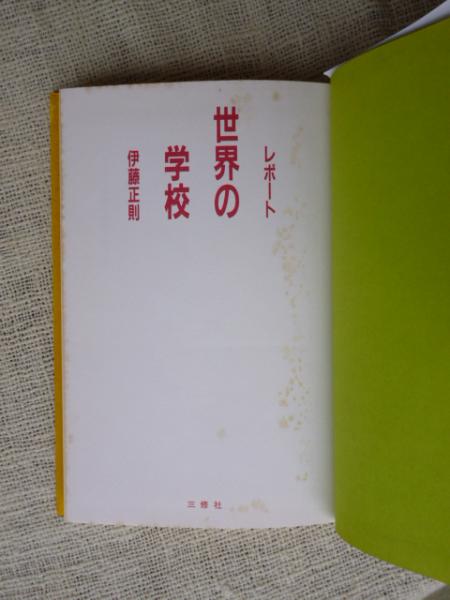 レポート
世界の
学校
伊藤正則
三修社